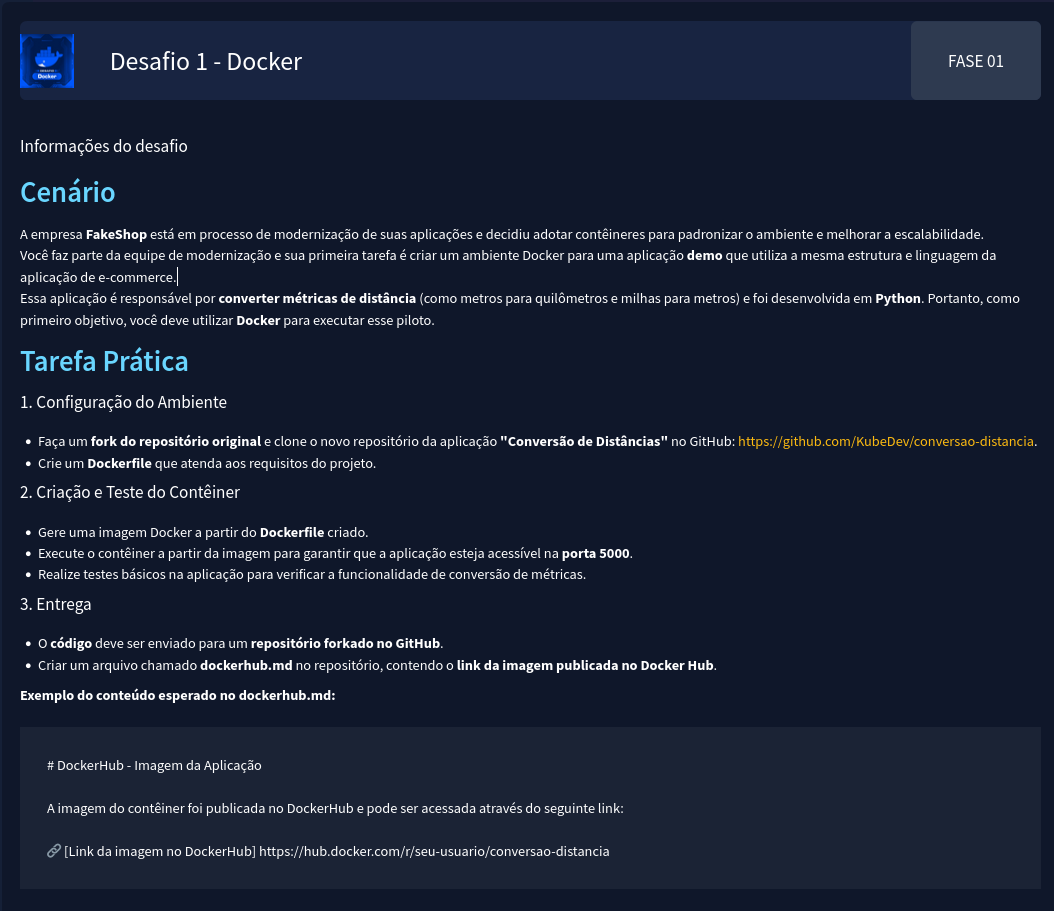 Docker
Desafio 1 - Docker
FASE 01
Informações do desafio
Cenário
A empresa FakeShop está em processo de modernização de suas aplicações e decidiu adotar contêineres para padronizar o ambiente e melhorar a escalabilidade.
Você faz parte da equipe de modernização e sua primeira tarefa é criar um ambiente Docker para uma aplicação demo que utiliza a mesma estrutura e linguagem da
aplicação de e-commerce.
Essa aplicação é responsável por converter métricas de distância (como metros para quilômetros e milhas para metros) e foi desenvolvida em Python. Portanto, como
primeiro objetivo, você deve utilizar Docker para executar esse piloto.
Tarefa Prática
1. Configuração do Ambiente
• Faça um fork do repositório original e clone o novo repositório da aplicação "Conversão de Distâncias" no GitHub: https://github.com/KubeDev/conversao-distancia.
• Crie um Dockerfile que atenda aos requisitos do projeto.
2. Criação e Teste do Contêiner
• Gere uma imagem Docker a partir do Dockerfile criado.
• Execute o contêiner a partir da imagem para garantir que a aplicação esteja acessível na porta 5000.
• Realize testes básicos na aplicação para verificar a funcionalidade de conversão de métricas.
3. Entrega
• O código deve ser enviado para um repositório forkado no GitHub.
• Criar um arquivo chamado dockerhub.md no repositório, contendo o link da imagem publicada no Docker Hub.
Exemplo do conteúdo esperado no dockerhub.md:
# DockerHub - Imagem da Aplicação
A imagem do contêiner foi publicada no DockerHub e pode ser acessada através do seguinte link:
🔗 [Link da imagem no DockerHub] https://hub.docker.com/r/seu-usuario/conversao-distancia